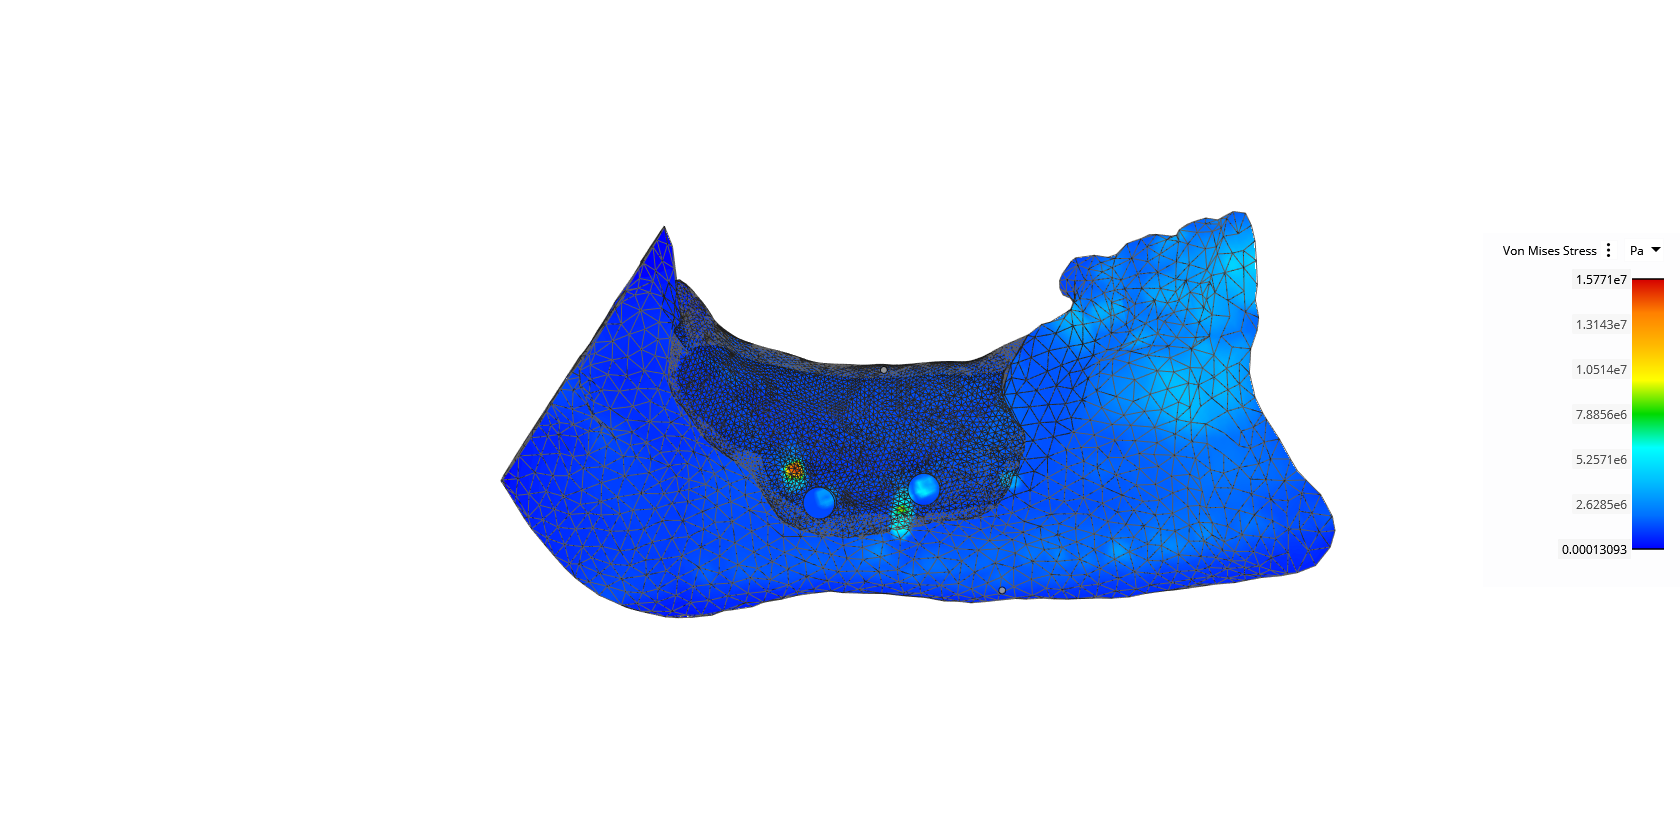 Von Mises Stress Pa
1.5771e7
1.3143e7
1.0514e7
7.8856e6
5.2571e6
2.6285e6
0.00013093